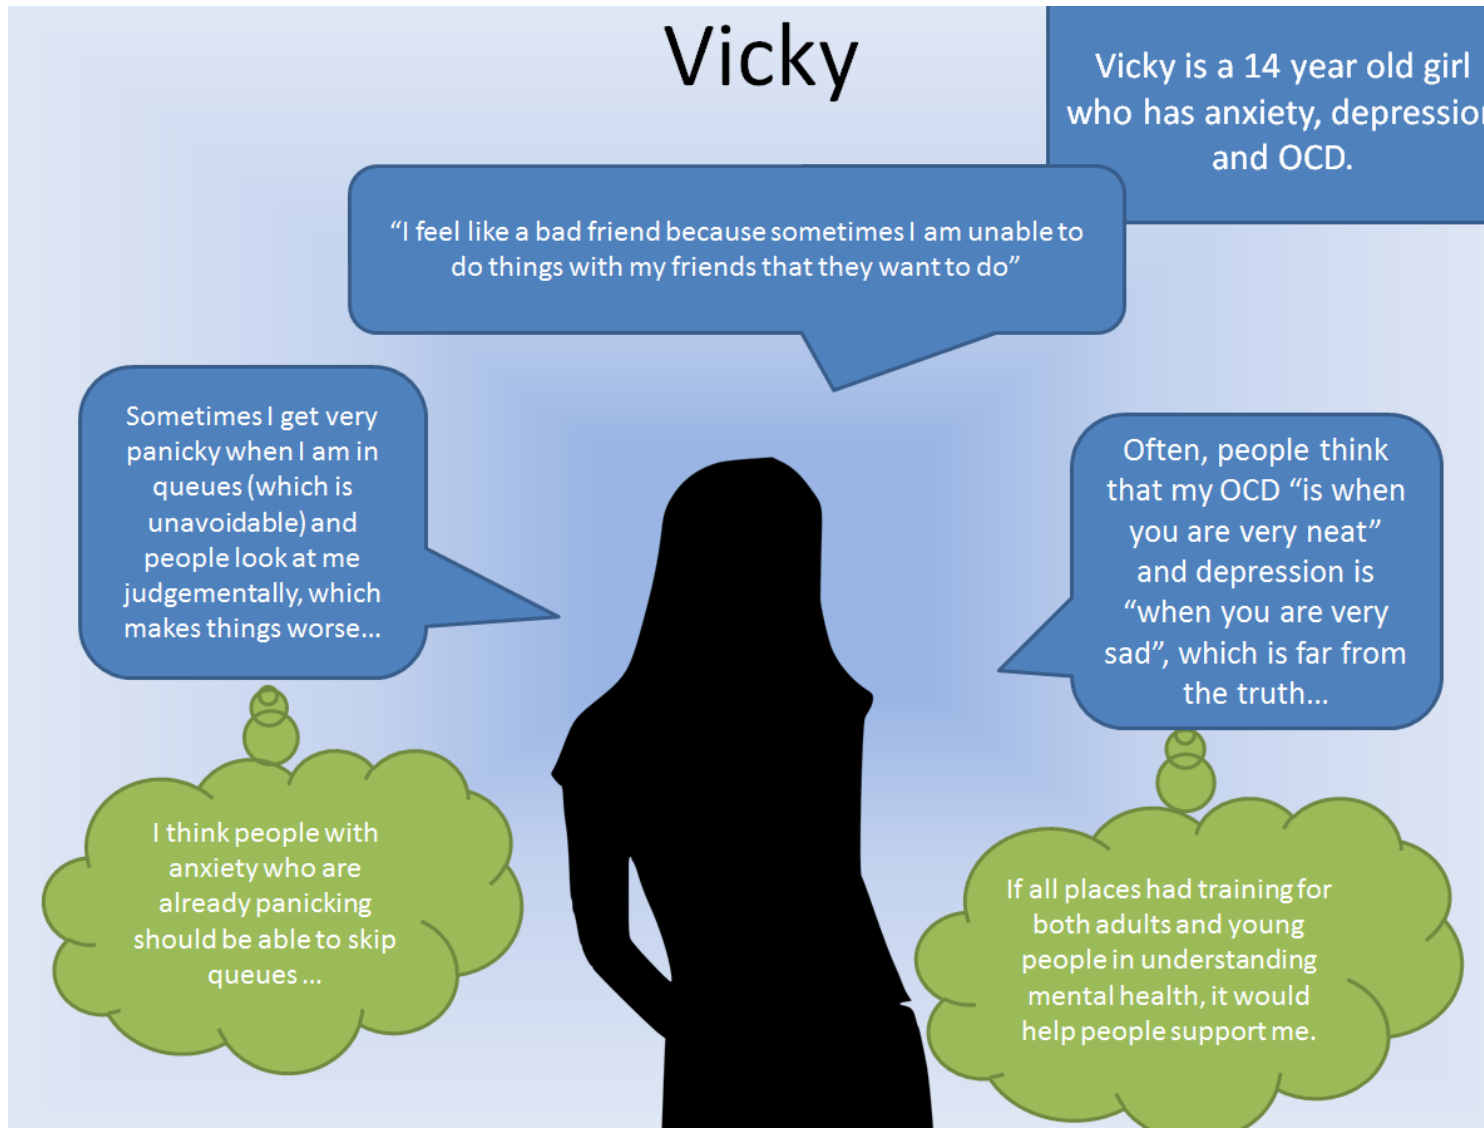 Vicky
Vicky is a 14 year old girl
who has anxiety, depression
and OCD.
“I feel like a bad friend because sometimes I am unable to
do things with my friends that they want to do”
Sometimes I get very
panicky when I am in
queues (which is
unavoidable) and
people look at me
judgementally, which
makes things worse…
Often, people think
that my OCD “is when
you are very neat”
and depression is
“when you are very
sad”, which is far from
the truth…
I think people with
anxiety who are
already panicking
should be able to skip
queues …
If all places had training for
both adults and young
people in understanding
mental health, it would
help people support me.